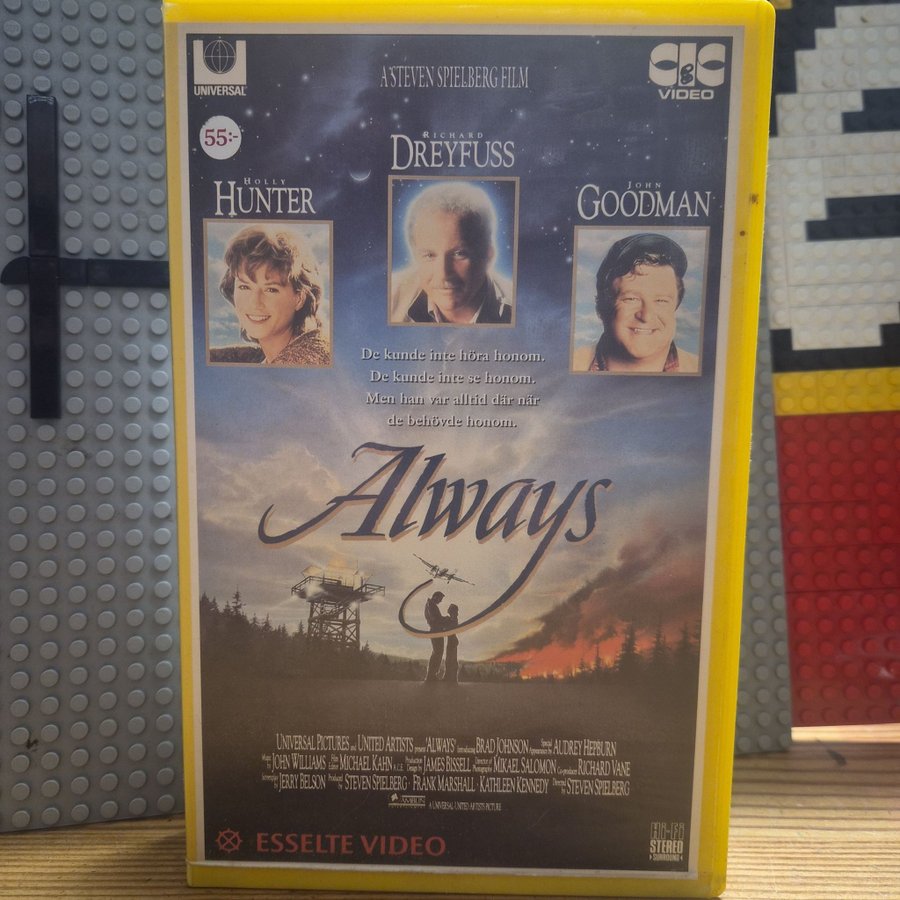 UNIVERSAL
A STEVEN SPIELBERG FILM
CIC
VIDEO
55:-
RICHARD
DREYFUSS
HOLLY
HUNTER
JOHN
GOODMAN
De kunde inte höra honom.
De kunde inte se honom.
Men han var alltid där när
de behövde honom.
Always
UNIVERSAL PICTURES and UNITED ARTISTS present 'ALWAYS' introducing BRAD JOHNSON Special Appearance by AUDREY HEPBURN
Music by JOHN WILLIAMS Film Editor MICHAEL KAHN A.C.E. Production Design by JAMES BISSELL Director of Photography MIKAEL SALOMON Co-producer RICHARD VANE
Screenplay by JERRY BELSON Produced by STEVEN SPIELBERG · FRANK MARSHALL · KATHLEEN KENNEDY Directed by STEVEN SPIELBERG
AMBLIN
A UNIVERSAL/UNITED ARTISTS PICTURE
ESSELTE VIDEO
Hi-Fi
STEREO
SURROUND